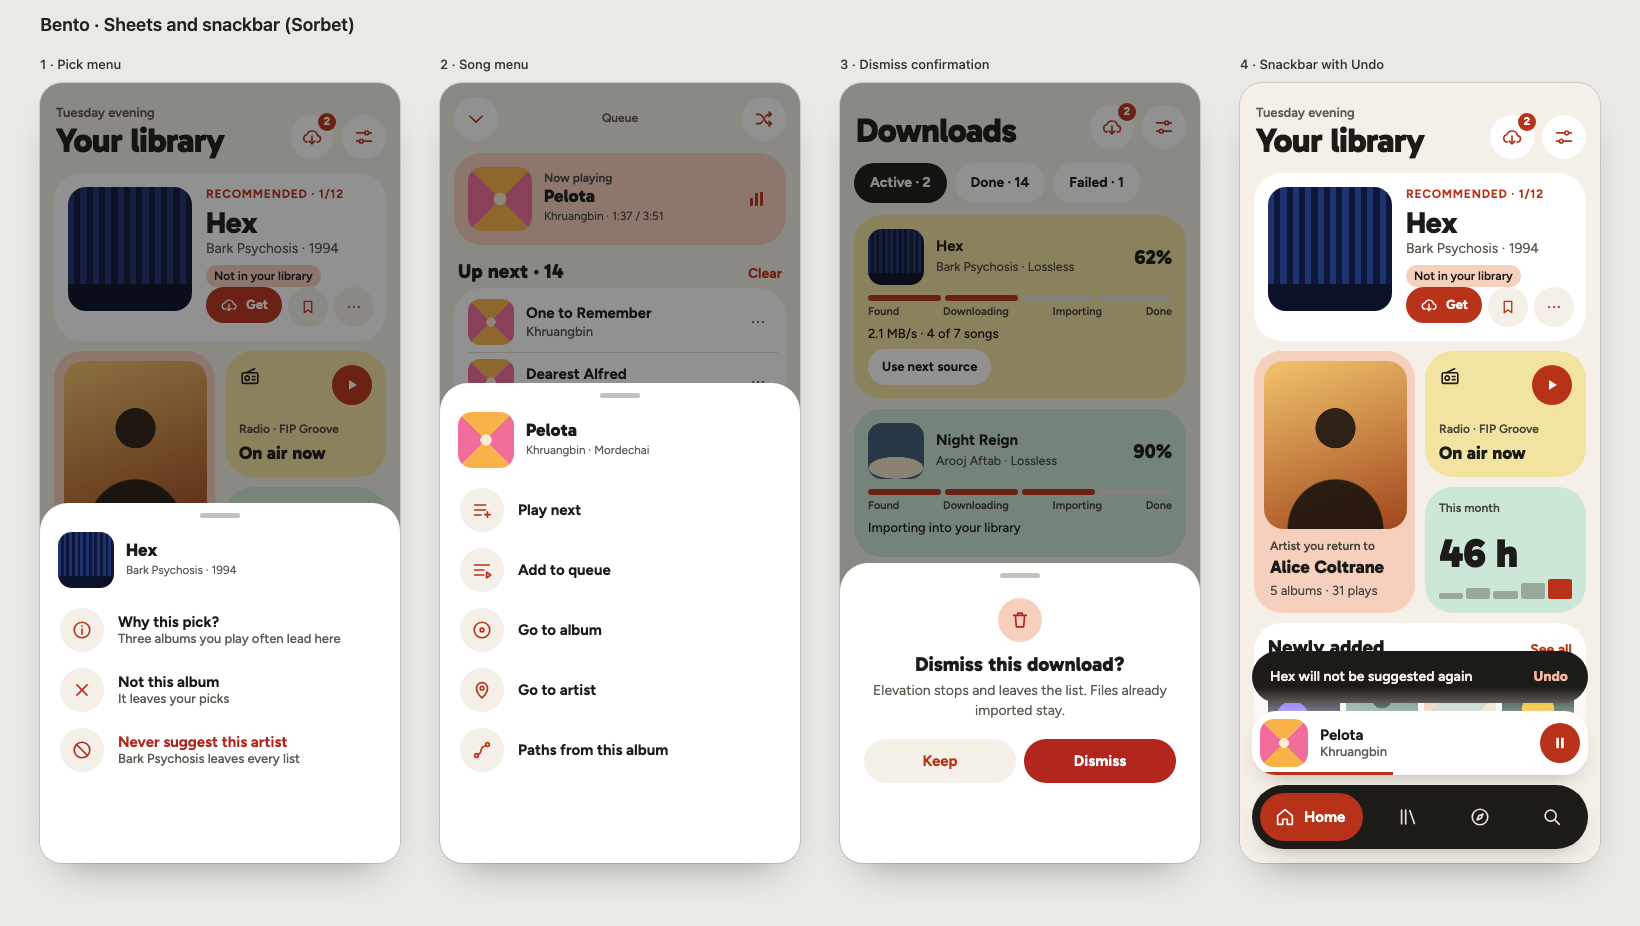 Bento · Sheets and snackbar (Sorbet)
1 · Pick menu
Tuesday evening
Your library
2
RECOMMENDED · 1/12
Hex
Bark Psychosis · 1994
Not in your library
Get
Radio · FIP Groove
On air now
Hex
Bark Psychosis · 1994
Why this pick?
Three albums you play often lead here
Not this album
It leaves your picks
Never suggest this artist
Bark Psychosis leaves every list
2 · Song menu
Queue
Now playing
Pelota
Khruangbin · 1:37 / 3:51
Up next · 14
Clear
One to Remember
Khruangbin
Dearest Alfred
Pelota
Khruangbin · Mordechai
Play next
Add to queue
Go to album
Go to artist
Paths from this album
3 · Dismiss confirmation
Downloads
2
Active · 2
Done · 14
Failed · 1
Hex
Bark Psychosis · Lossless
62%
Found
Downloading
Importing
Done
2.1 MB/s · 4 of 7 songs
Use next source
Night Reign
Arooj Aftab · Lossless
90%
Found
Downloading
Importing
Done
Importing into your library
Dismiss this download?
Elevation stops and leaves the list. Files already
imported stay.
Keep
Dismiss
4 · Snackbar with Undo
Tuesday evening
Your library
2
RECOMMENDED · 1/12
Hex
Bark Psychosis · 1994
Not in your library
Get
Radio · FIP Groove
On air now
Artist you return to
Alice Coltrane
5 albums · 31 plays
This month
46 h
Newly added
See all
Hex will not be suggested again
Undo
Pelota
Khruangbin
Home